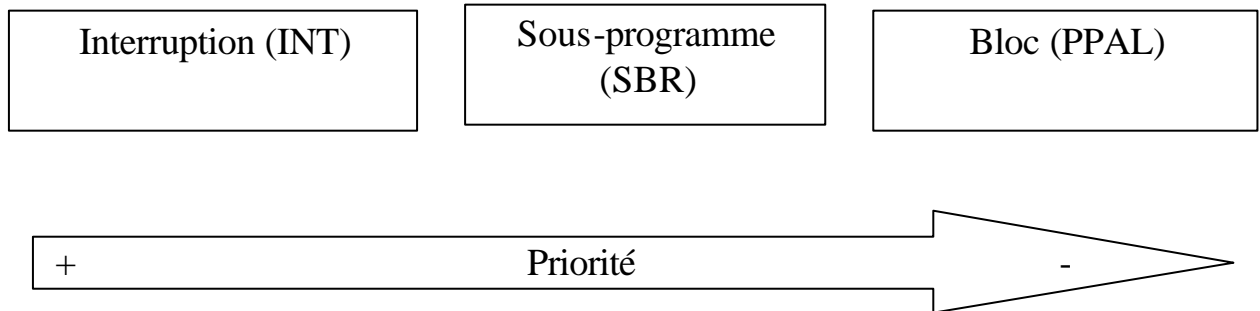 Interruption (INT)
Sous-programme
(SBR)
Bloc (PPAL)
+ Priorité -